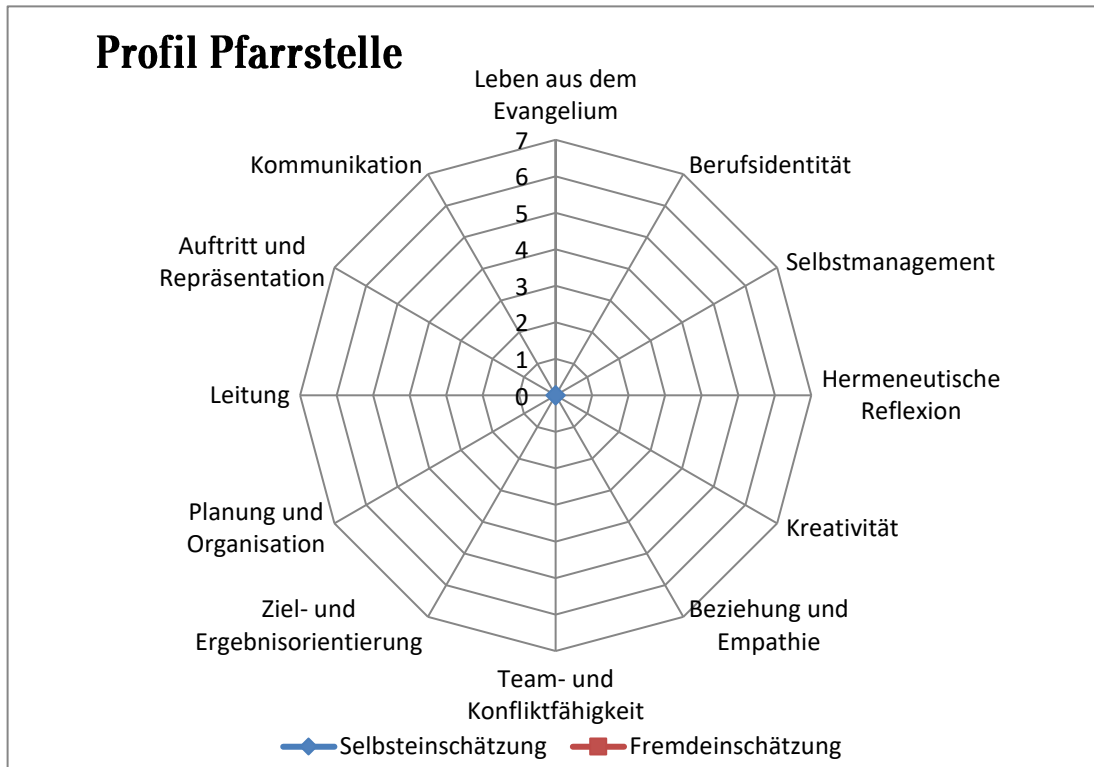 Profil Pfarrstelle
Leben aus dem
Evangelium
Berufsidentität
Selbstmanagement
Hermeneutische
Reflexion
Kreativität
Beziehung und
Empathie
Team- und
Konfliktfähigkeit
Ziel- und
Ergebnisorientierung
Planung und
Organisation
Leitung
Auftritt und
Repräsentation
Kommunikation
7
6
5
4
3
2
1
0
Selbsteinschätzung
Fremdeinschätzung